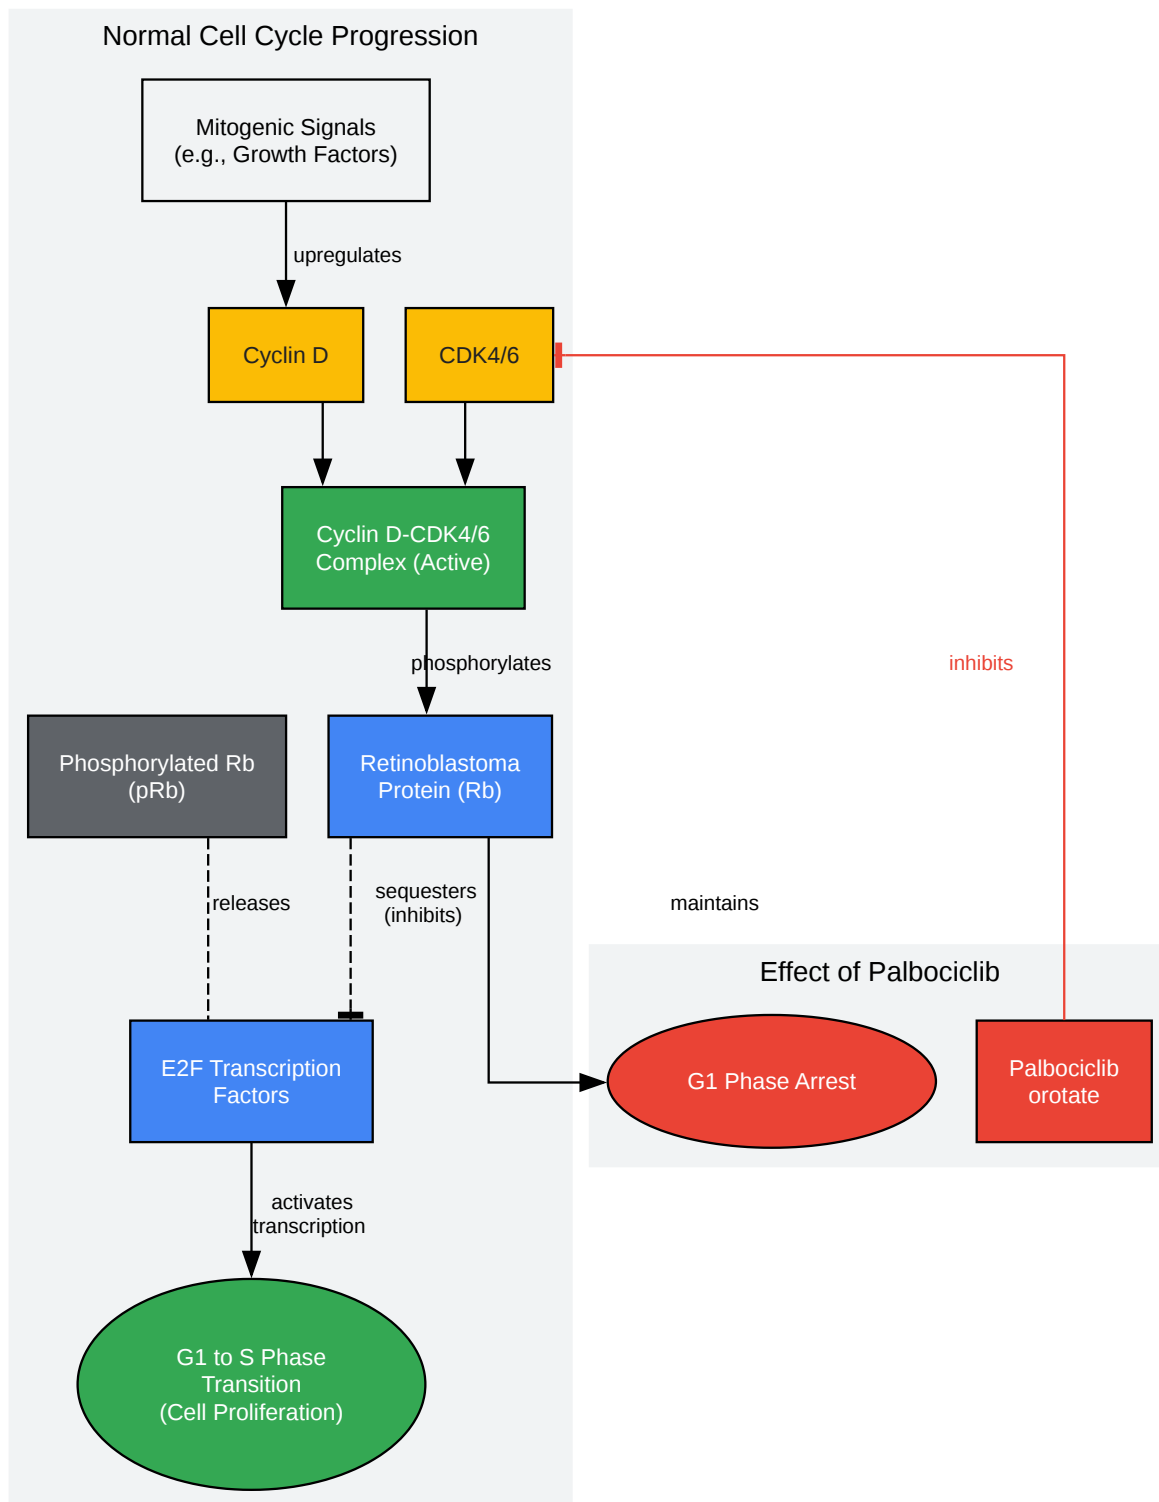 Normal Cell Cycle Progression
Mitogenic Signals
(e.g., Growth Factors)
upregulates
Cyclin D
CDK4/6
Cyclin D-CDK4/6
Complex (Active)
phosphorylates
inhibits
Phosphorylated Rb
(pRb)
Retinoblastoma
Protein (Rb)
releases
sequesters
(inhibits)
maintains
Effect of Palbociclib
E2F Transcription
Factors
G1 Phase Arrest
Palbociclib
orotate
activates
transcription
G1 to S Phase
Transition
(Cell Proliferation)